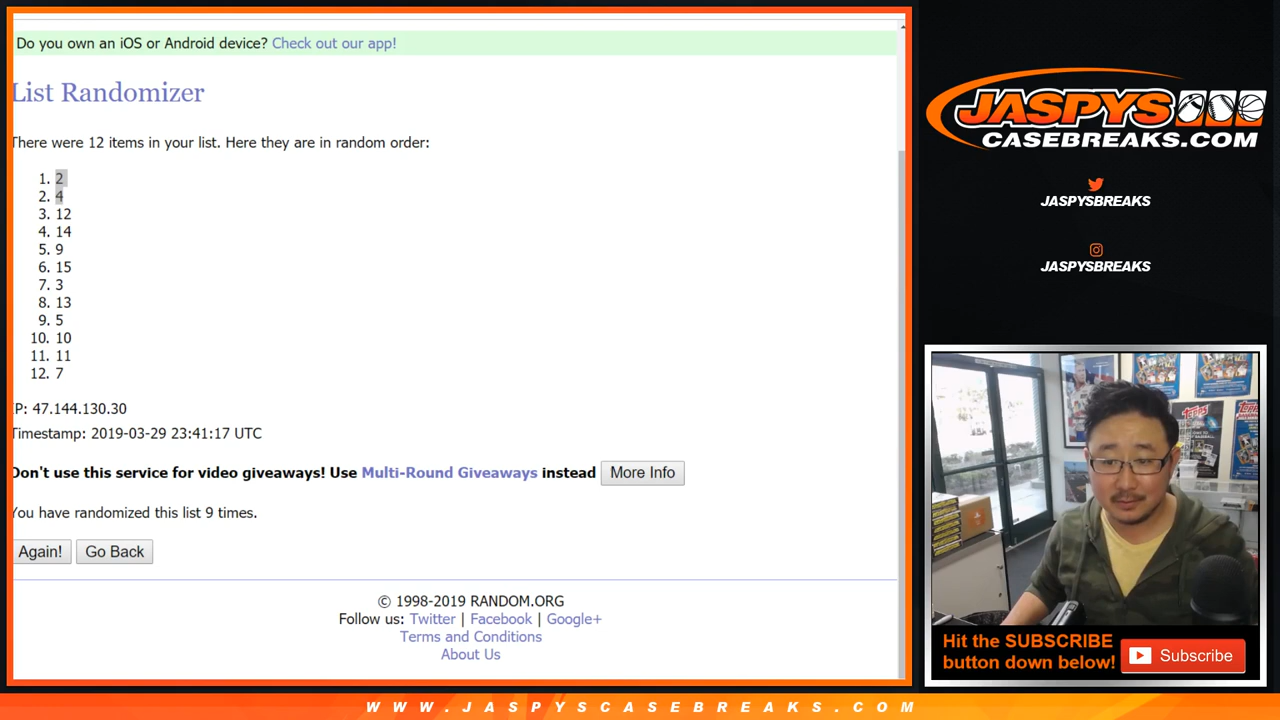 Do you own an iOS or Android device? Check out our app!
List Randomizer
There were 12 items in your list. Here they are in random order:
1. 2
2. 4
3. 12
4. 14
5. 9
6. 15
7. 3
8. 13
9. 5
10. 10
11. 11
12. 7
IP: 47.144.130.30
Timestamp: 2019-03-29 23:41:17 UTC
Don't use this service for video giveaways! Use Multi-Round Giveaways instead More Info
You have randomized this list 9 times.
Again! Go Back
© 1998-2019 RANDOM.ORG
Follow us: Twitter | Facebook | Google+
Terms and Conditions
About Us
JASPYS
CASEBREAKS.COM
JASPYSBREAKS
JASPYSBREAKS
Hit the SUBSCRIBE
button down below!
Subscribe
WWW.JASPYSCASEBREAKS.COM